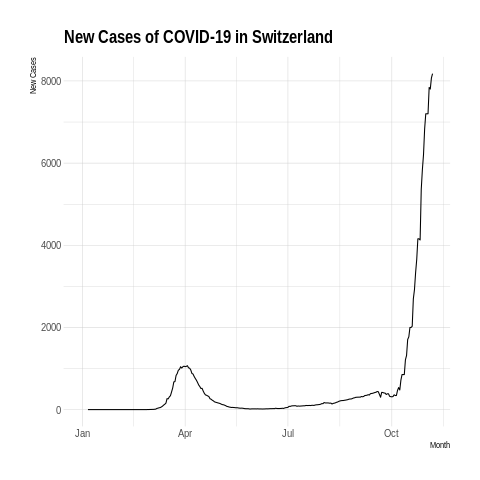 New Cases of COVID-19 in Switzerland
New Cases
8000
6000
4000
2000
0
Jan Apr Jul Oct
Month